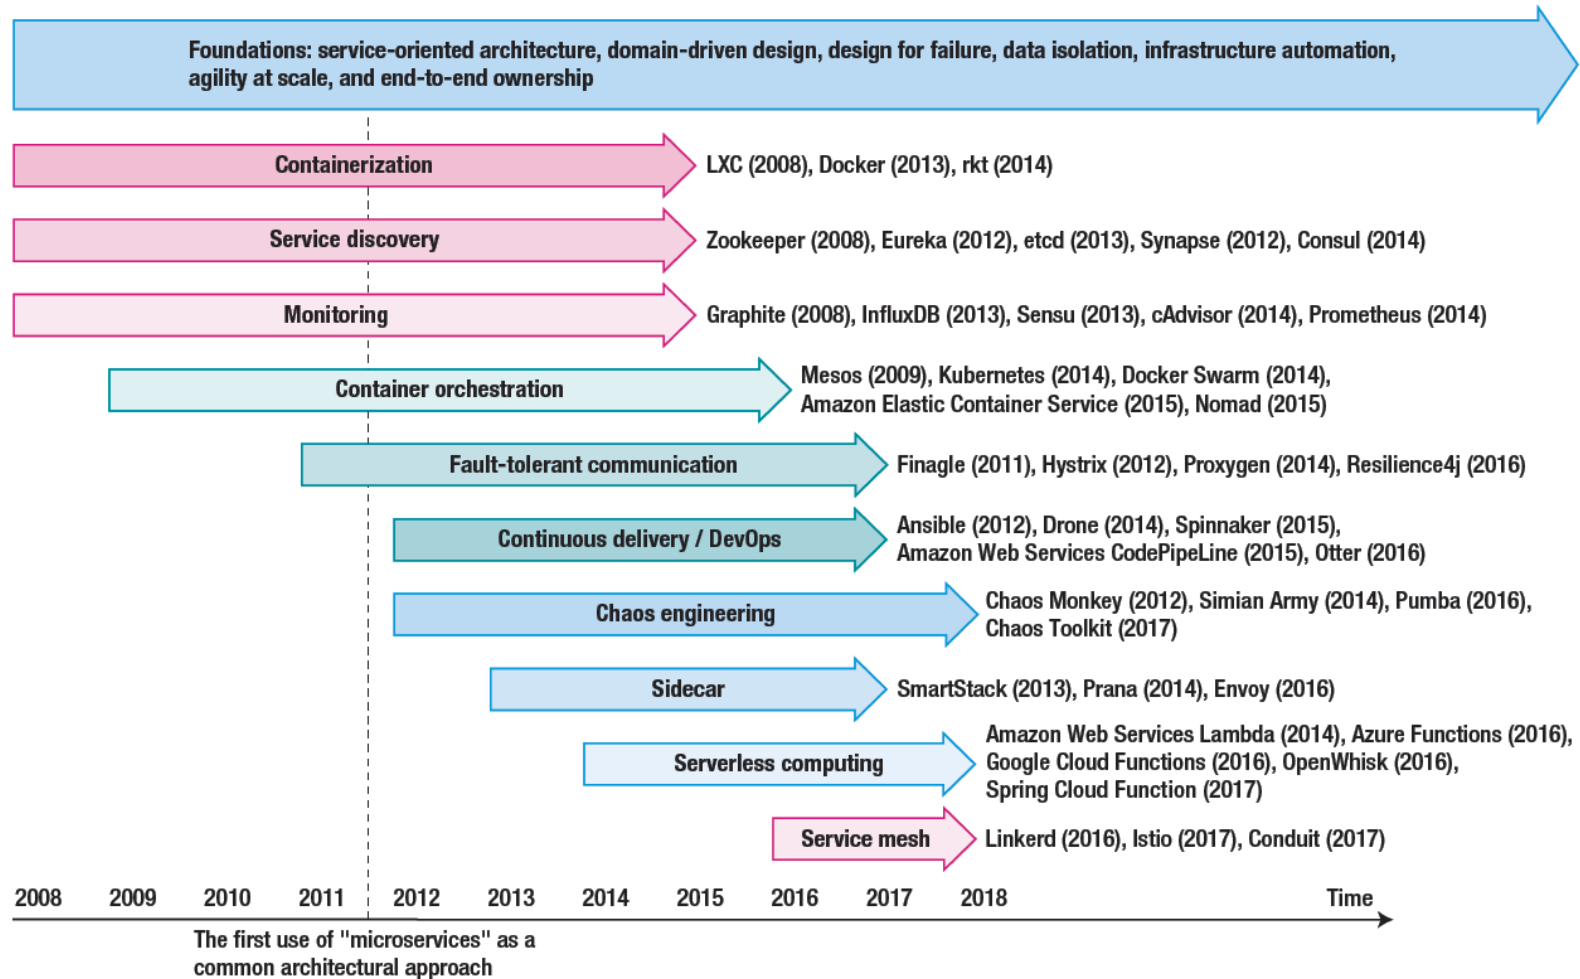 Foundations: service-oriented architecture, domain-driven design, design for failure, data isolation, infrastructure automation,
agility at scale, and end-to-end ownership
Containerization
LXC (2008), Docker (2013), rkt (2014)
Service discovery
Zookeeper (2008), Eureka (2012), etcd (2013), Synapse (2012), Consul (2014)
Monitoring
Graphite (2008), InfluxDB (2013), Sensu (2013), cAdvisor (2014), Prometheus (2014)
Container orchestration
Mesos (2009), Kubernetes (2014), Docker Swarm (2014),
Amazon Elastic Container Service (2015), Nomad (2015)
Fault-tolerant communication
Finagle (2011), Hystrix (2012), Proxygen (2014), Resilience4j (2016)
Continuous delivery / DevOps
Ansible (2012), Drone (2014), Spinnaker (2015),
Amazon Web Services CodePipeLine (2015), Otter (2016)
Chaos engineering
Chaos Monkey (2012), Simian Army (2014), Pumba (2016),
Chaos Toolkit (2017)
Sidecar
SmartStack (2013), Prana (2014), Envoy (2016)
Serverless computing
Amazon Web Services Lambda (2014), Azure Functions (2016),
Google Cloud Functions (2016), OpenWhisk (2016),
Spring Cloud Function (2017)
Service mesh
Linkerd (2016), Istio (2017), Conduit (2017)
2008 2009 2010 2011 2012 2013 2014 2015 2016 2017 2018 Time
The first use of "microservices" as a
common architectural approach